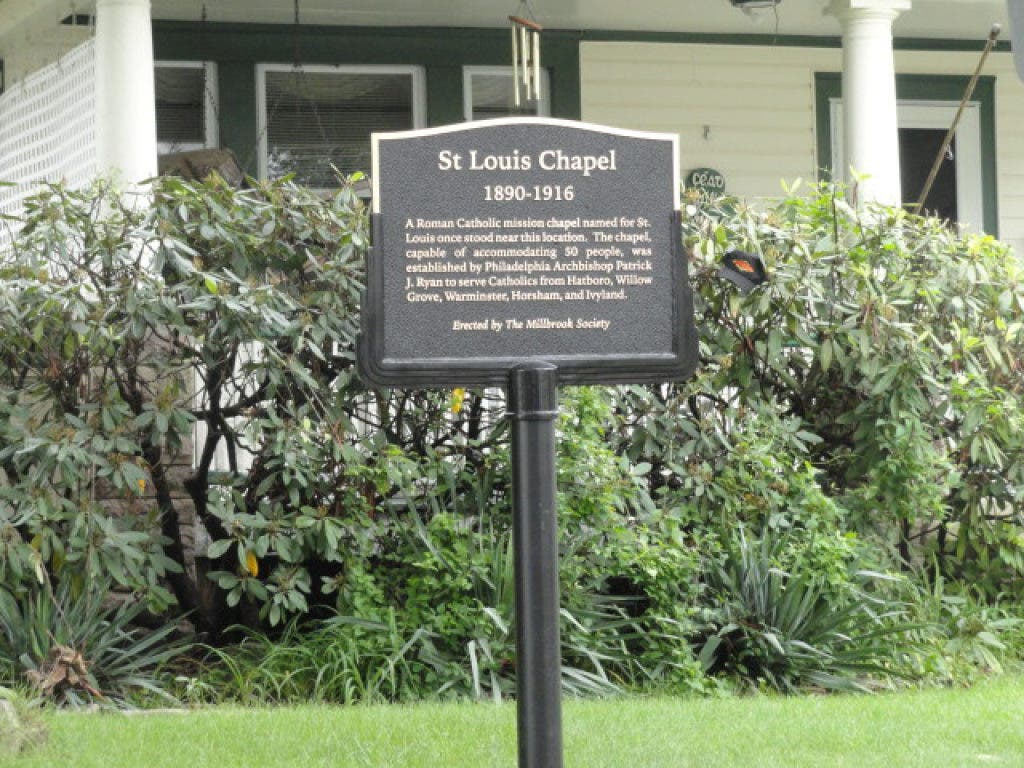 St Louis Chapel
1890-1916
A Roman Catholic mission chapel named for St.
Louis once stood near this location. The chapel,
capable of accommodating 50 people, was
established by Philadelphia Archbishop Patrick
J. Ryan to serve Catholics from Hatboro, Willow
Grove, Warminster, Horsham, and Ivyland.
Erected by The Millbrook Society